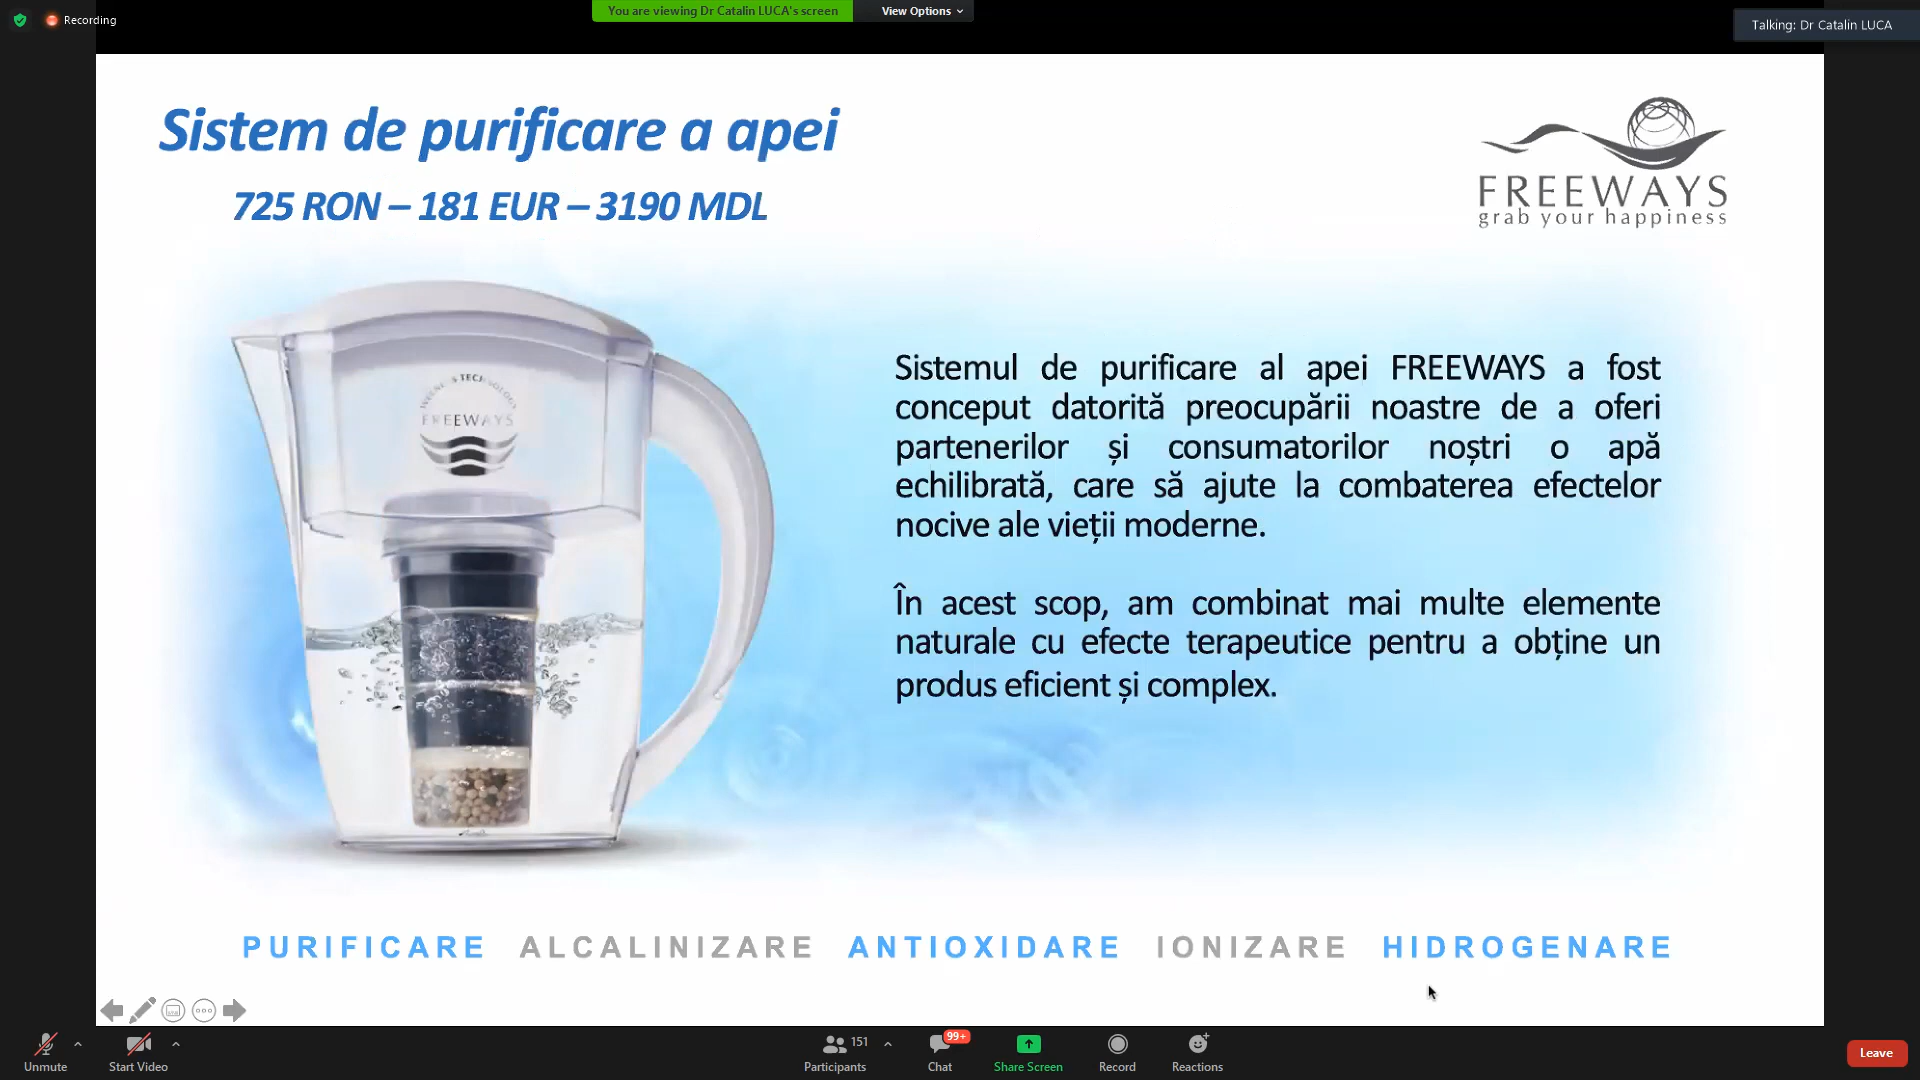 Recording
You are viewing Dr Catalin LUCA's screen
View Options
Talking: Dr Catalin LUCA
Sistem de purificare a apei
725 RON – 181 EUR – 3190 MDL
FREEWAYS
grab your happiness
FREEWAYS
Sistemul de purificare al apei FREEWAYS a fost
conceput datorită preocupării noastre de a oferi
partenerilor și consumatorilor noștri o apă
echilibrată, care să ajute la combaterea efectelor
nocive ale vieții moderne.
În acest scop, am combinat mai multe elemente
naturale cu efecte terapeutice pentru a obține un
produs eficient și complex.
PURIFICARE ALCALINIZARE ANTIOXIDARE IONIZARE HIDROGENARE
Unmute
Start Video
151
Participants
99+
Chat
Share Screen
Record
Reactions
Leave